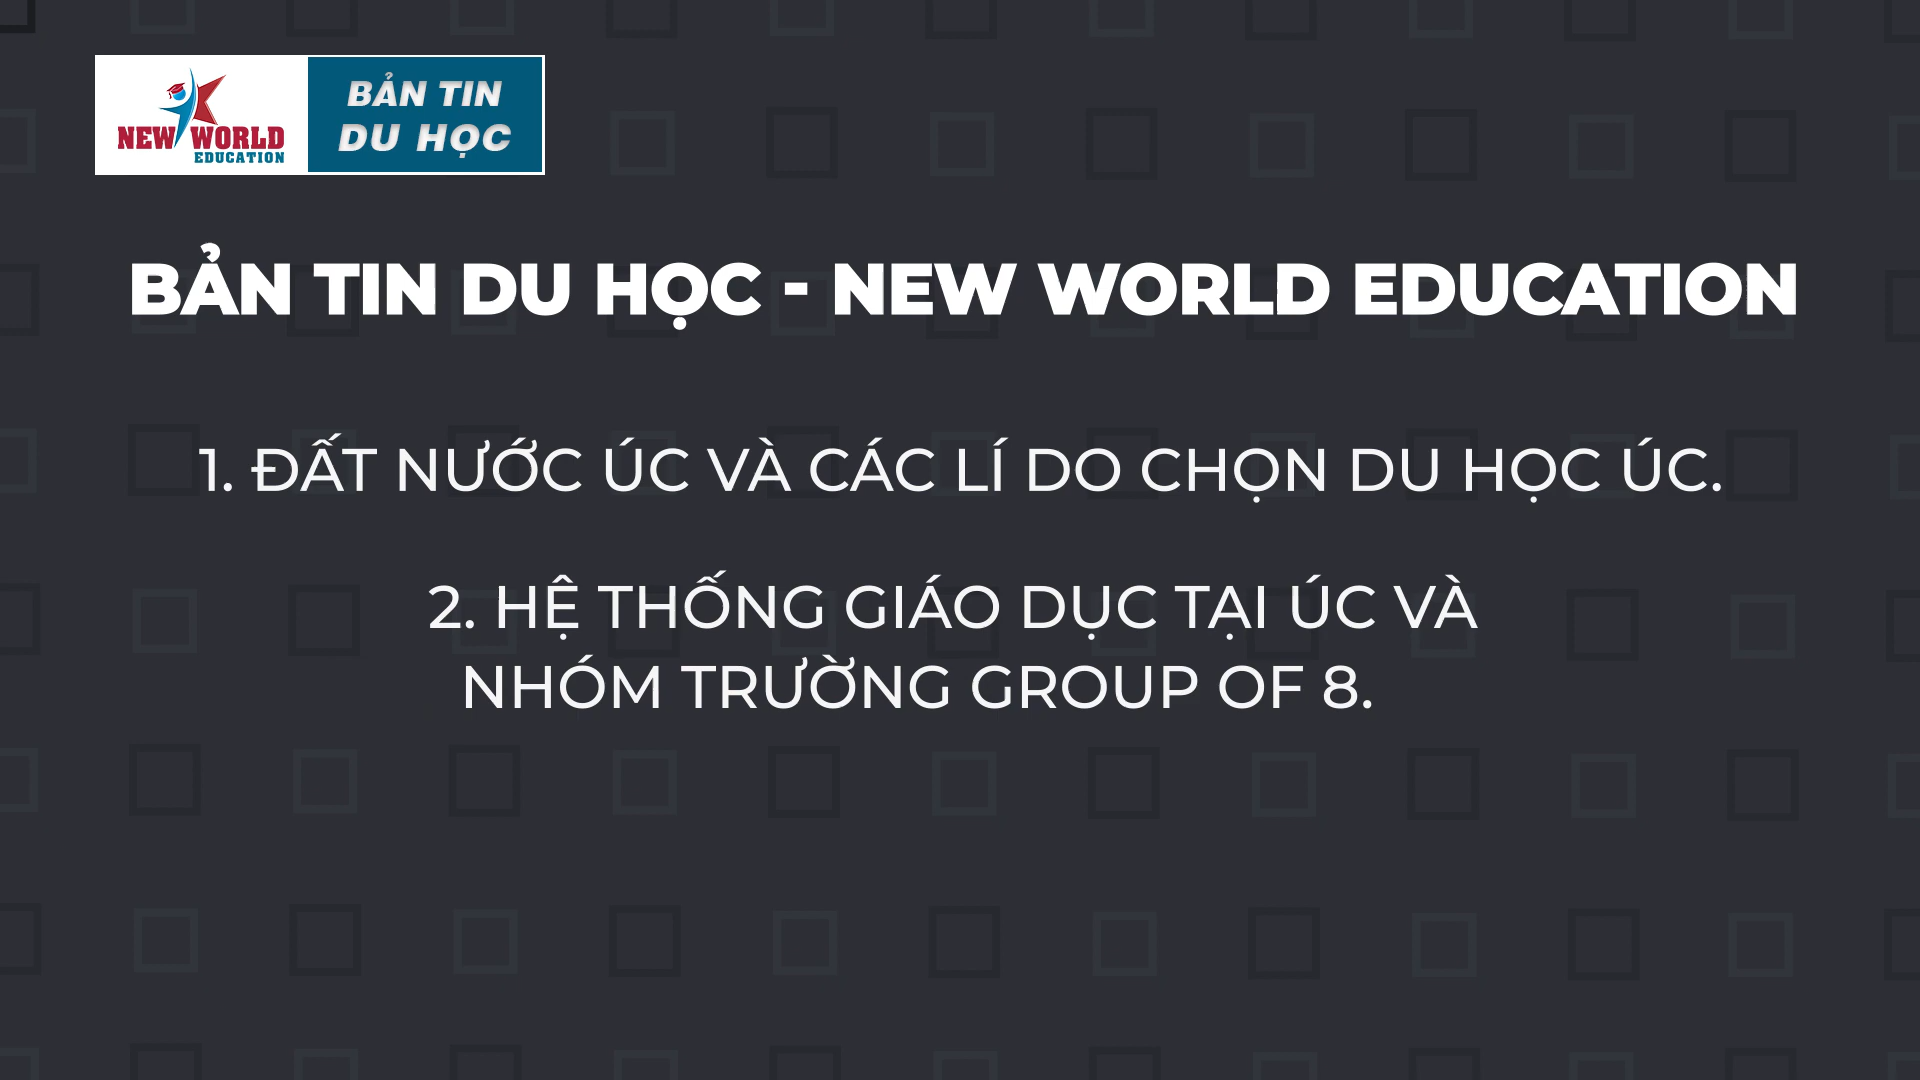 NEW WORLD
EDUCATION
BẢN TIN
DU HỌC
BẢN TIN DU HỌC - NEW WORLD EDUCATION
1. ĐẤT NƯỚC ÚC VÀ CÁC LÍ DO CHỌN DU HỌC ÚC.
2. HỆ THỐNG GIÁO DỤC TẠI ÚC VÀ
NHÓM TRƯỜNG GROUP OF 8.